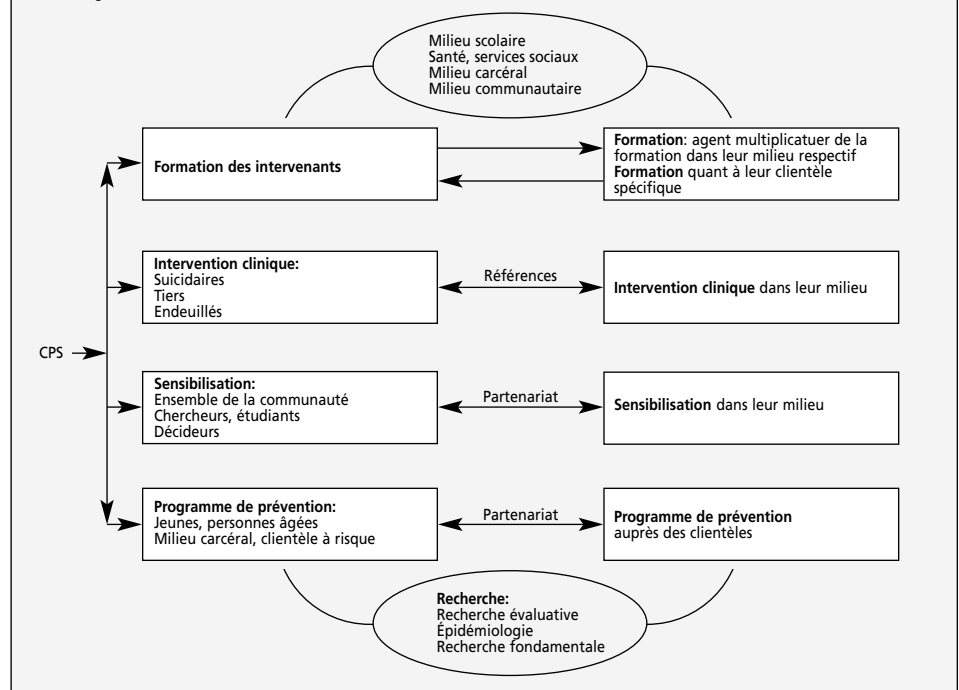 Milieu scolaire
Santé, services sociaux
Milieu carcéral
Milieu communautaire
Formation des intervenants
Formation: agent multiplicatuer de la
formation dans leur milieu respectif
Formation quant à leur clientèle
spécifique
Intervention clinique:
Suicidaires
Tiers
Endeuillés
Références
Intervention clinique dans leur milieu
CPS
Sensibilisation:
Ensemble de la communauté
Chercheurs, étudiants
Décideurs
Partenariat
Sensibilisation dans leur milieu
Programme de prévention:
Jeunes, personnes âgées
Milieu carcéral, clientèle à risque
Partenariat
Programme de prévention
auprès des clientèles
Recherche:
Recherche évaluative
Épidémiologie
Recherche fondamentale